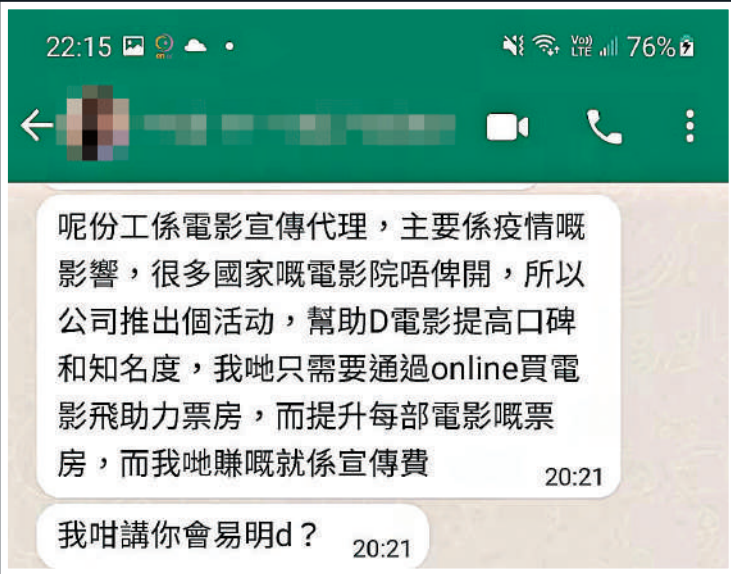 22:15
Vo)) LTE 76%
呢份工係電影宣傳代理，主要係疫情嘅
影響，很多國家嘅電影院唔俾開，所以
公司推出個活动，幫助D電影提高口碑
和知名度，我哋只需要通過online買電
影飛助力票房，而提升每部電影嘅票
房，而我哋賺嘅就係宣傳費
20:21
我咁講你會易明d？
20:21